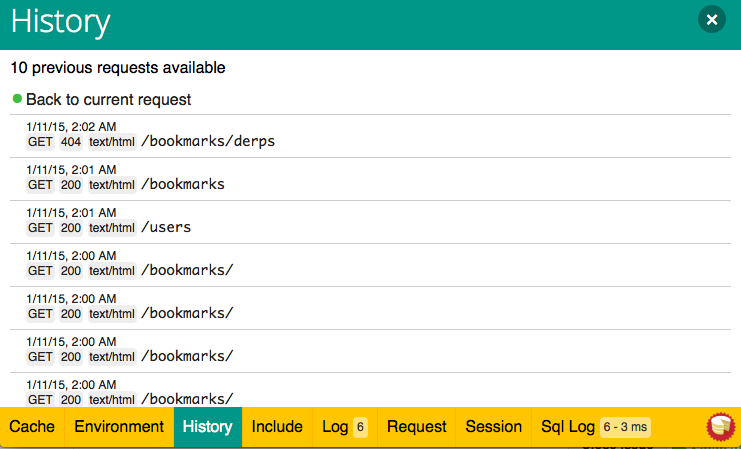 History
10 previous requests available
Back to current request
1/11/15, 2:02 AM
GET 404 text/html /bookmarks/derps
1/11/15, 2:01 AM
GET 200 text/html /bookmarks
1/11/15, 2:01 AM
GET 200 text/html /users
1/11/15, 2:00 AM
GET 200 text/html /bookmarks/
1/11/15, 2:00 AM
GET 200 text/html /bookmarks/
1/11/15, 2:00 AM
GET 200 text/html /bookmarks/
1/11/15, 2:00 AM
GET 200 text/html /bookmarks/
Cache Environment History Include Log 6 Request Session Sql Log 6 - 3 ms